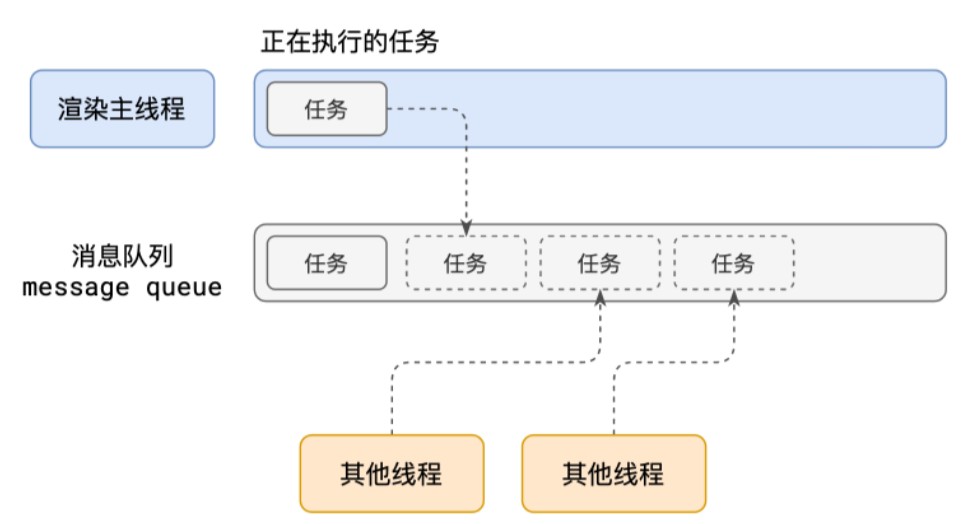 正在执行的任务
渲染主线程
任务
消息队列
message queue
任务
任务
任务
任务
其他线程
其他线程